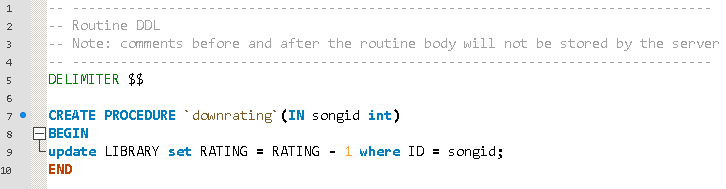 1 -- --------------------------------------------------------------------------------
2 -- Routine DDL
3 -- Note: comments before and after the routine body will not be stored by the server
4 -- --------------------------------------------------------------------------------
5 DELIMITER $$
6
7 CREATE PROCEDURE `downrating`(IN songid int)
8 BEGIN
9 update LIBRARY set RATING = RATING - 1 where ID = songid;
10 END